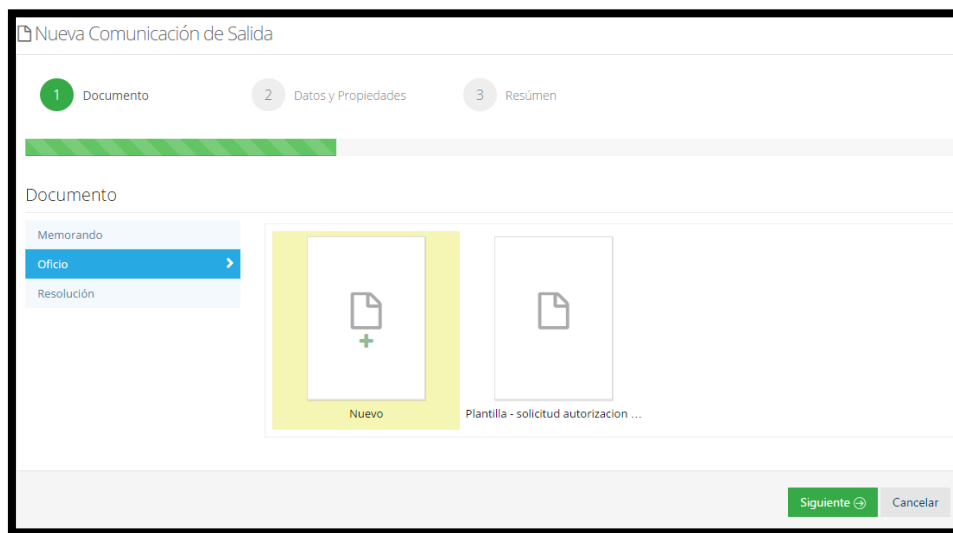 Nueva Comunicación de Salida
1 Documento 2 Datos y Propiedades 3 Resúmen
Documento
Memorando
Oficio
Resolución
Nuevo Plantilla - solicitud autorizacion ...
Siguiente Cancelar